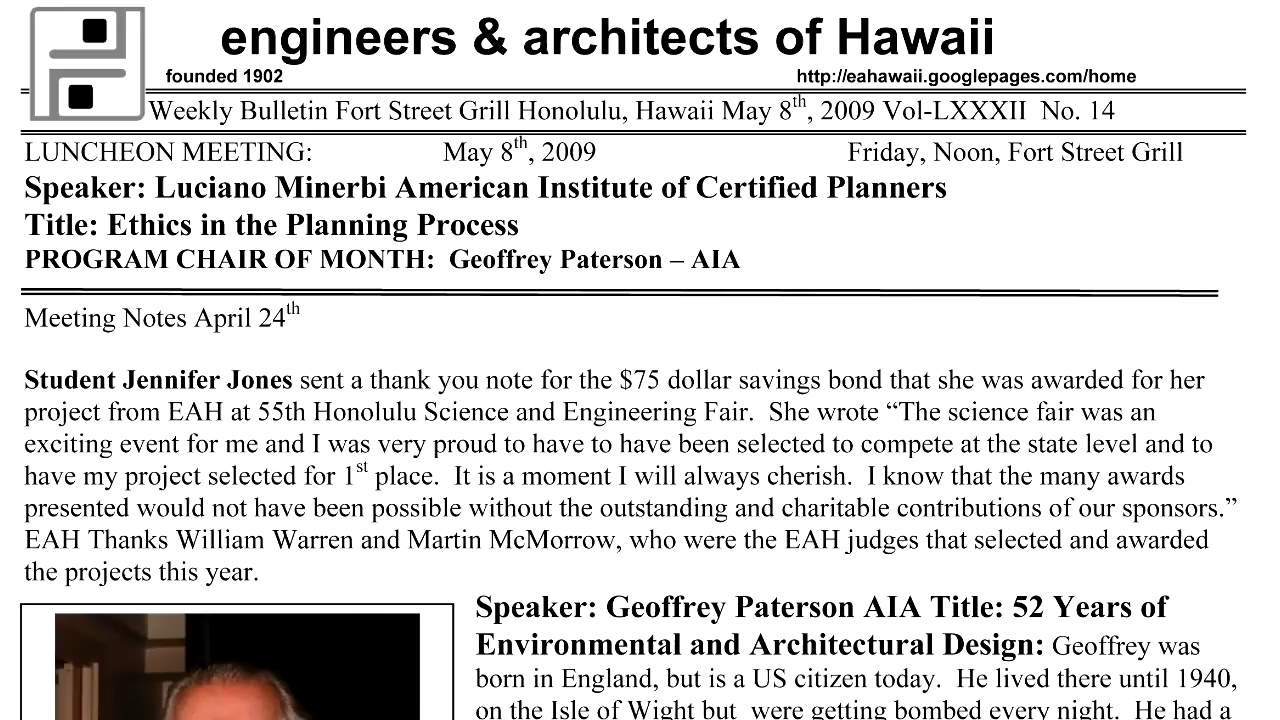 engineers & architects of Hawaii
founded 1902 http://eahawaii.googlepages.com/home
Weekly Bulletin Fort Street Grill Honolulu, Hawaii May 8th, 2009 Vol-LXXXII No. 14
LUNCHEON MEETING: May 8th, 2009 Friday, Noon, Fort Street Grill
Speaker: Luciano Minerbi American Institute of Certified Planners
Title: Ethics in the Planning Process
PROGRAM CHAIR OF MONTH: Geoffrey Paterson – AIA
Meeting Notes April 24th
Student Jennifer Jones sent a thank you note for the $75 dollar savings bond that she was awarded for her
project from EAH at 55th Honolulu Science and Engineering Fair. She wrote “The science fair was an
exciting event for me and I was very proud to have to have been selected to compete at the state level and to
have my project selected for 1st place. It is a moment I will always cherish. I know that the many awards
presented would not have been possible without the outstanding and charitable contributions of our sponsors.”
EAH Thanks William Warren and Martin McMorrow, who were the EAH judges that selected and awarded
the projects this year.
Speaker: Geoffrey Paterson AIA Title: 52 Years of
Environmental and Architectural Design: Geoffrey was
born in England, but is a US citizen today. He lived there until 1940,
on the Isle of Wight but were getting bombed every night. He had a